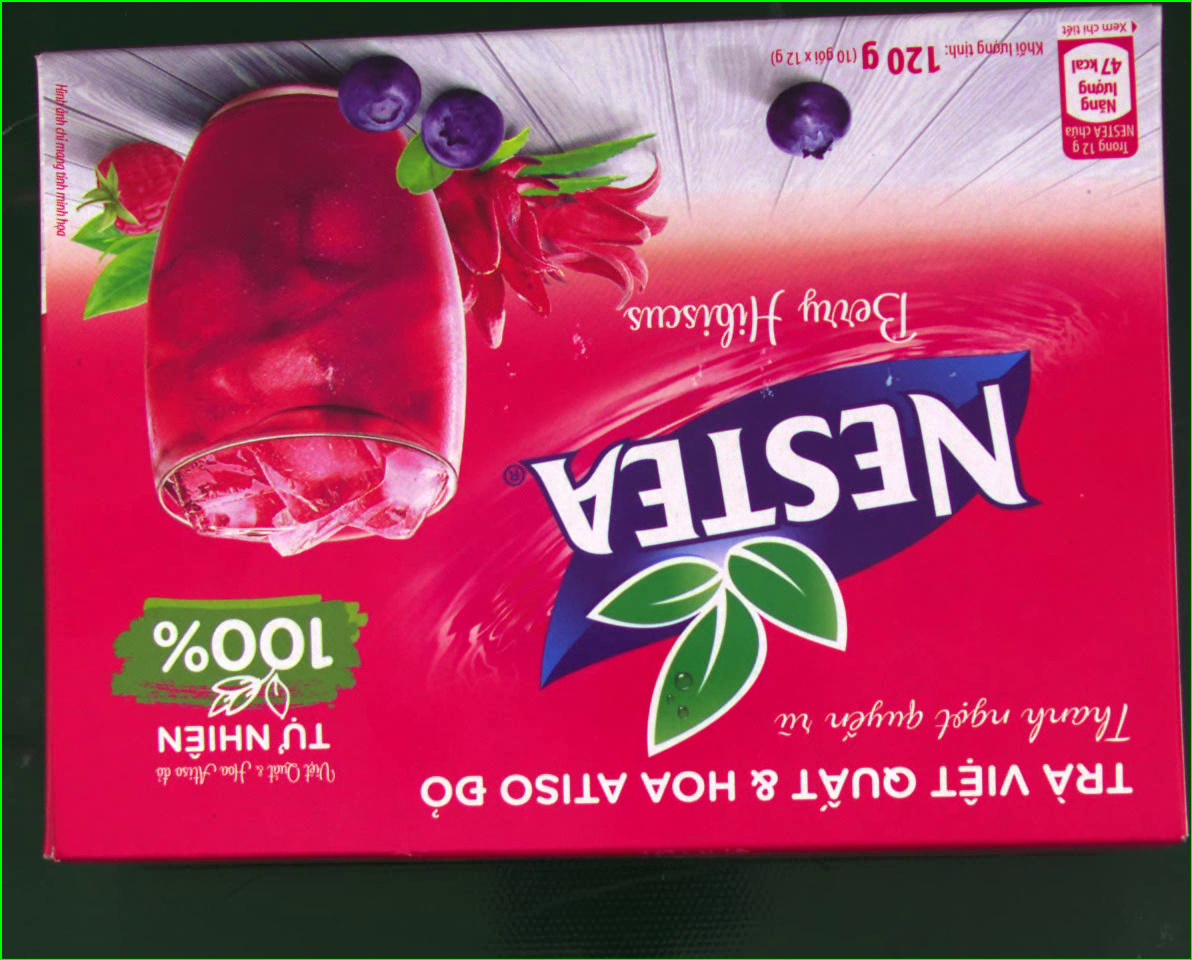 TRÀ VIỆT QUẤT & HOA ATISO ĐỎ
Thanh ngọt quyến rũ
NESTEA®
Berry Hibiscus
Việt Quất & Hoa Atiso đỏ
TỰ NHIÊN
100%
Trong 12 g
NESTEA chứa
Năng
lượng
47 kcal
Xem chi tiết
Khối lượng tịnh: 120 g (10 gói x 12 g)
Hình ảnh chỉ mang tính minh họa